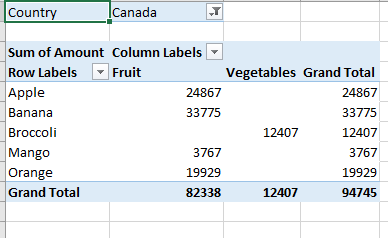 Country Canada
Sum of Amount Column Labels
Row Labels Fruit Vegetables Grand Total
Apple 24867 24867
Banana 33775 33775
Broccoli 12407 12407
Mango 3767 3767
Orange 19929 19929
Grand Total 82338 12407 94745